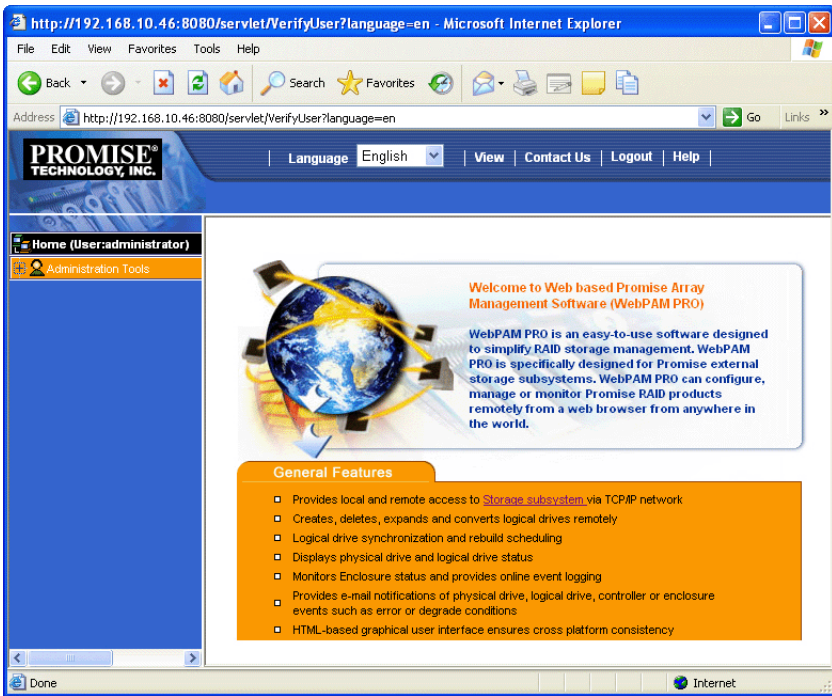 http://192.168.10.46:8080/servlet/VerifyUser?language=en - Microsoft Internet Explorer
File Edit View Favorites Tools Help
Back Search Favorites
Address http://192.168.10.46:8080/servlet/VerifyUser?language=en Go Links »
PROMISE®
TECHNOLOGY, INC.
| Language English | View | Contact Us | Logout | Help |
Home (User:administrator)
Administration Tools
Welcome to Web based Promise Array
Management Software (WebPAM PRO)
WebPAM PRO is an easy-to-use software designed
to simplify RAID storage management. WebPAM
PRO is specifically designed for Promise external
storage subsystems. WebPAM PRO can configure,
manage or monitor Promise RAID products
remotely from a web browser from anywhere in
the world.
General Features
Provides local and remote access to Storage subsystem via TCP/IP network
Creates, deletes, expands and converts logical drives remotely
Logical drive synchronization and rebuild scheduling
Displays physical drive and logical drive status
Monitors Enclosure status and provides online event logging
Provides e-mail notifications of physical drive, logical drive, controller or enclosure
events such as error or degrade conditions
HTML-based graphical user interface ensures cross platform consistency
Done Internet